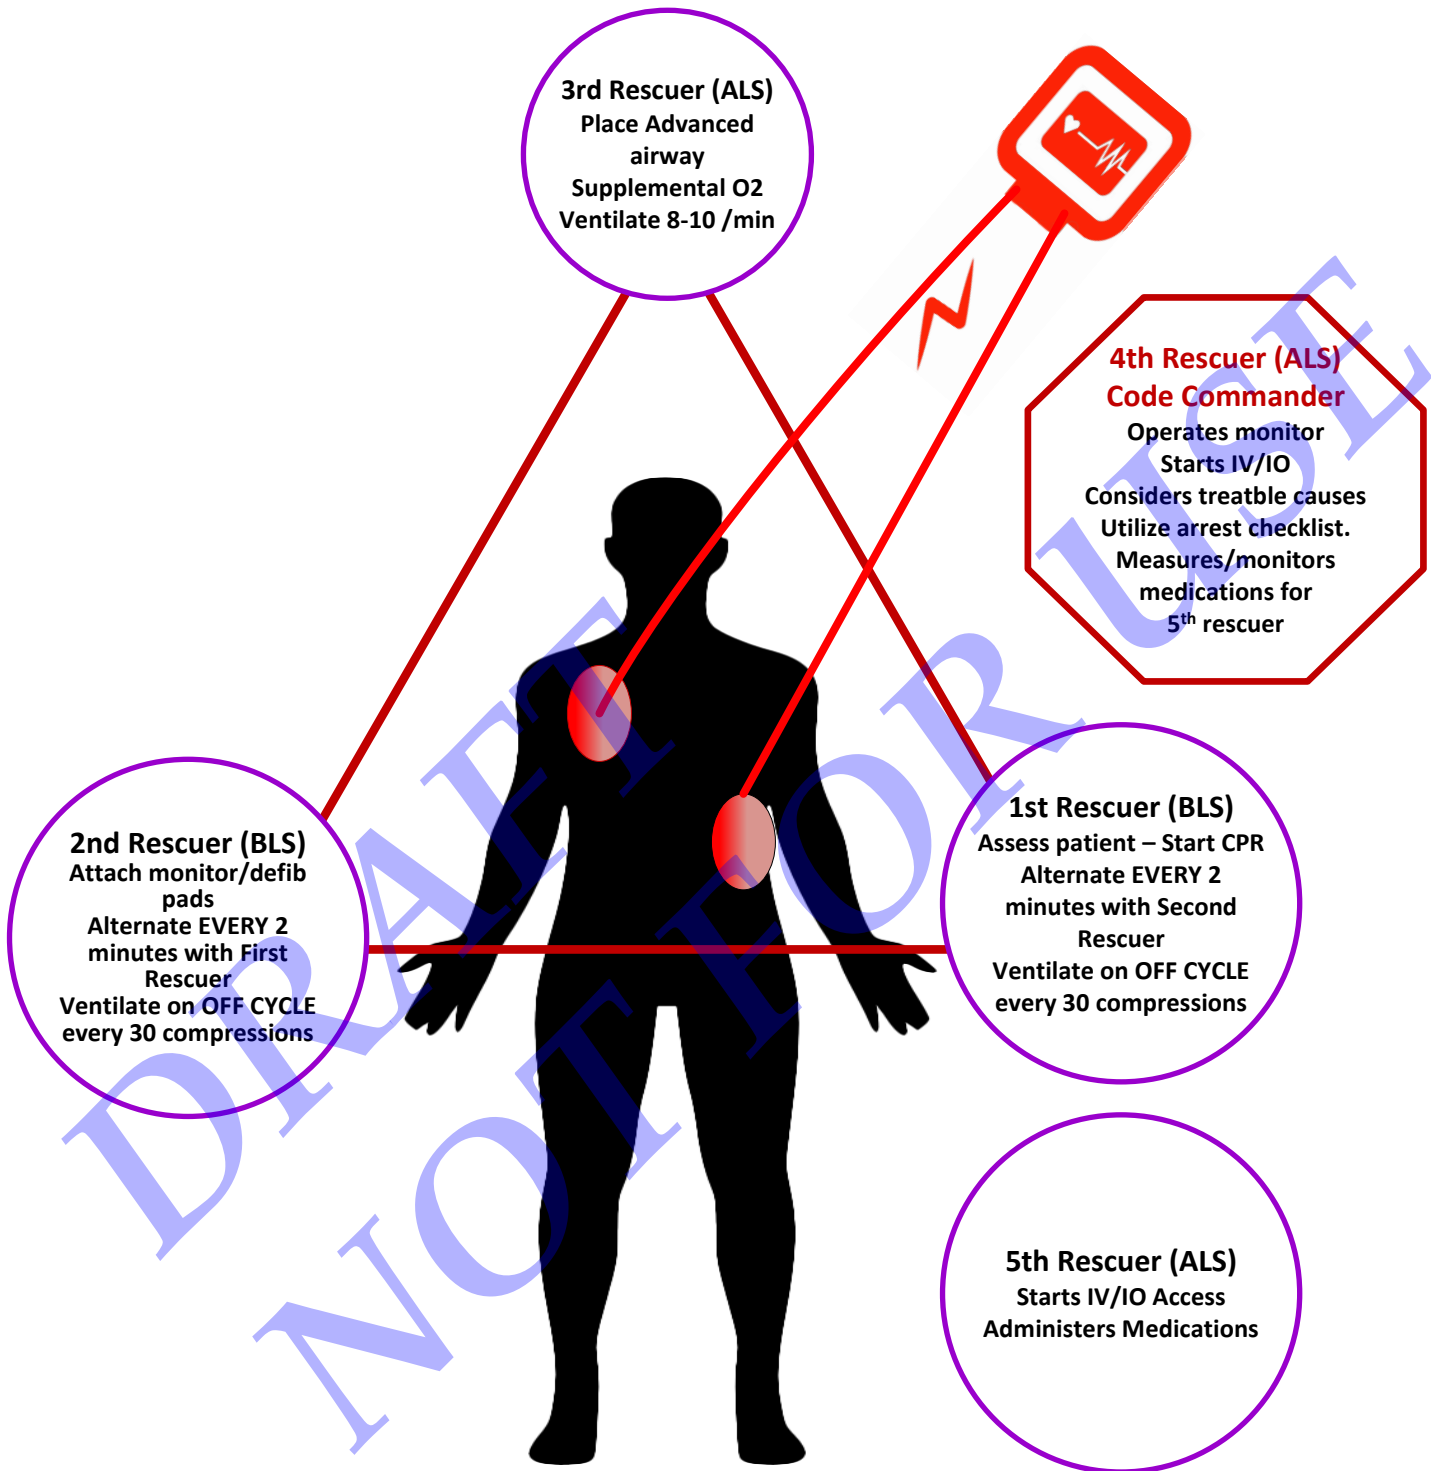 3rd Rescuer (ALS)
Place Advanced
airway
Supplemental O2
Ventilate 8-10 /min
4th Rescuer (ALS)
Code Commander
Operates monitor
Starts IV/IO
Considers treatble causes
Utilize arrest checklist.
Measures/monitors
medications for
5th rescuer
2nd Rescuer (BLS)
Attach monitor/defib
pads
Alternate EVERY 2
minutes with First
Rescuer
Ventilate on OFF CYCLE
every 30 compressions
1st Rescuer (BLS)
Assess patient – Start CPR
Alternate EVERY 2
minutes with Second
Rescuer
Ventilate on OFF CYCLE
every 30 compressions
5th Rescuer (ALS)
Starts IV/IO Access
Administers Medications
DRAFT
NOT FOR USE